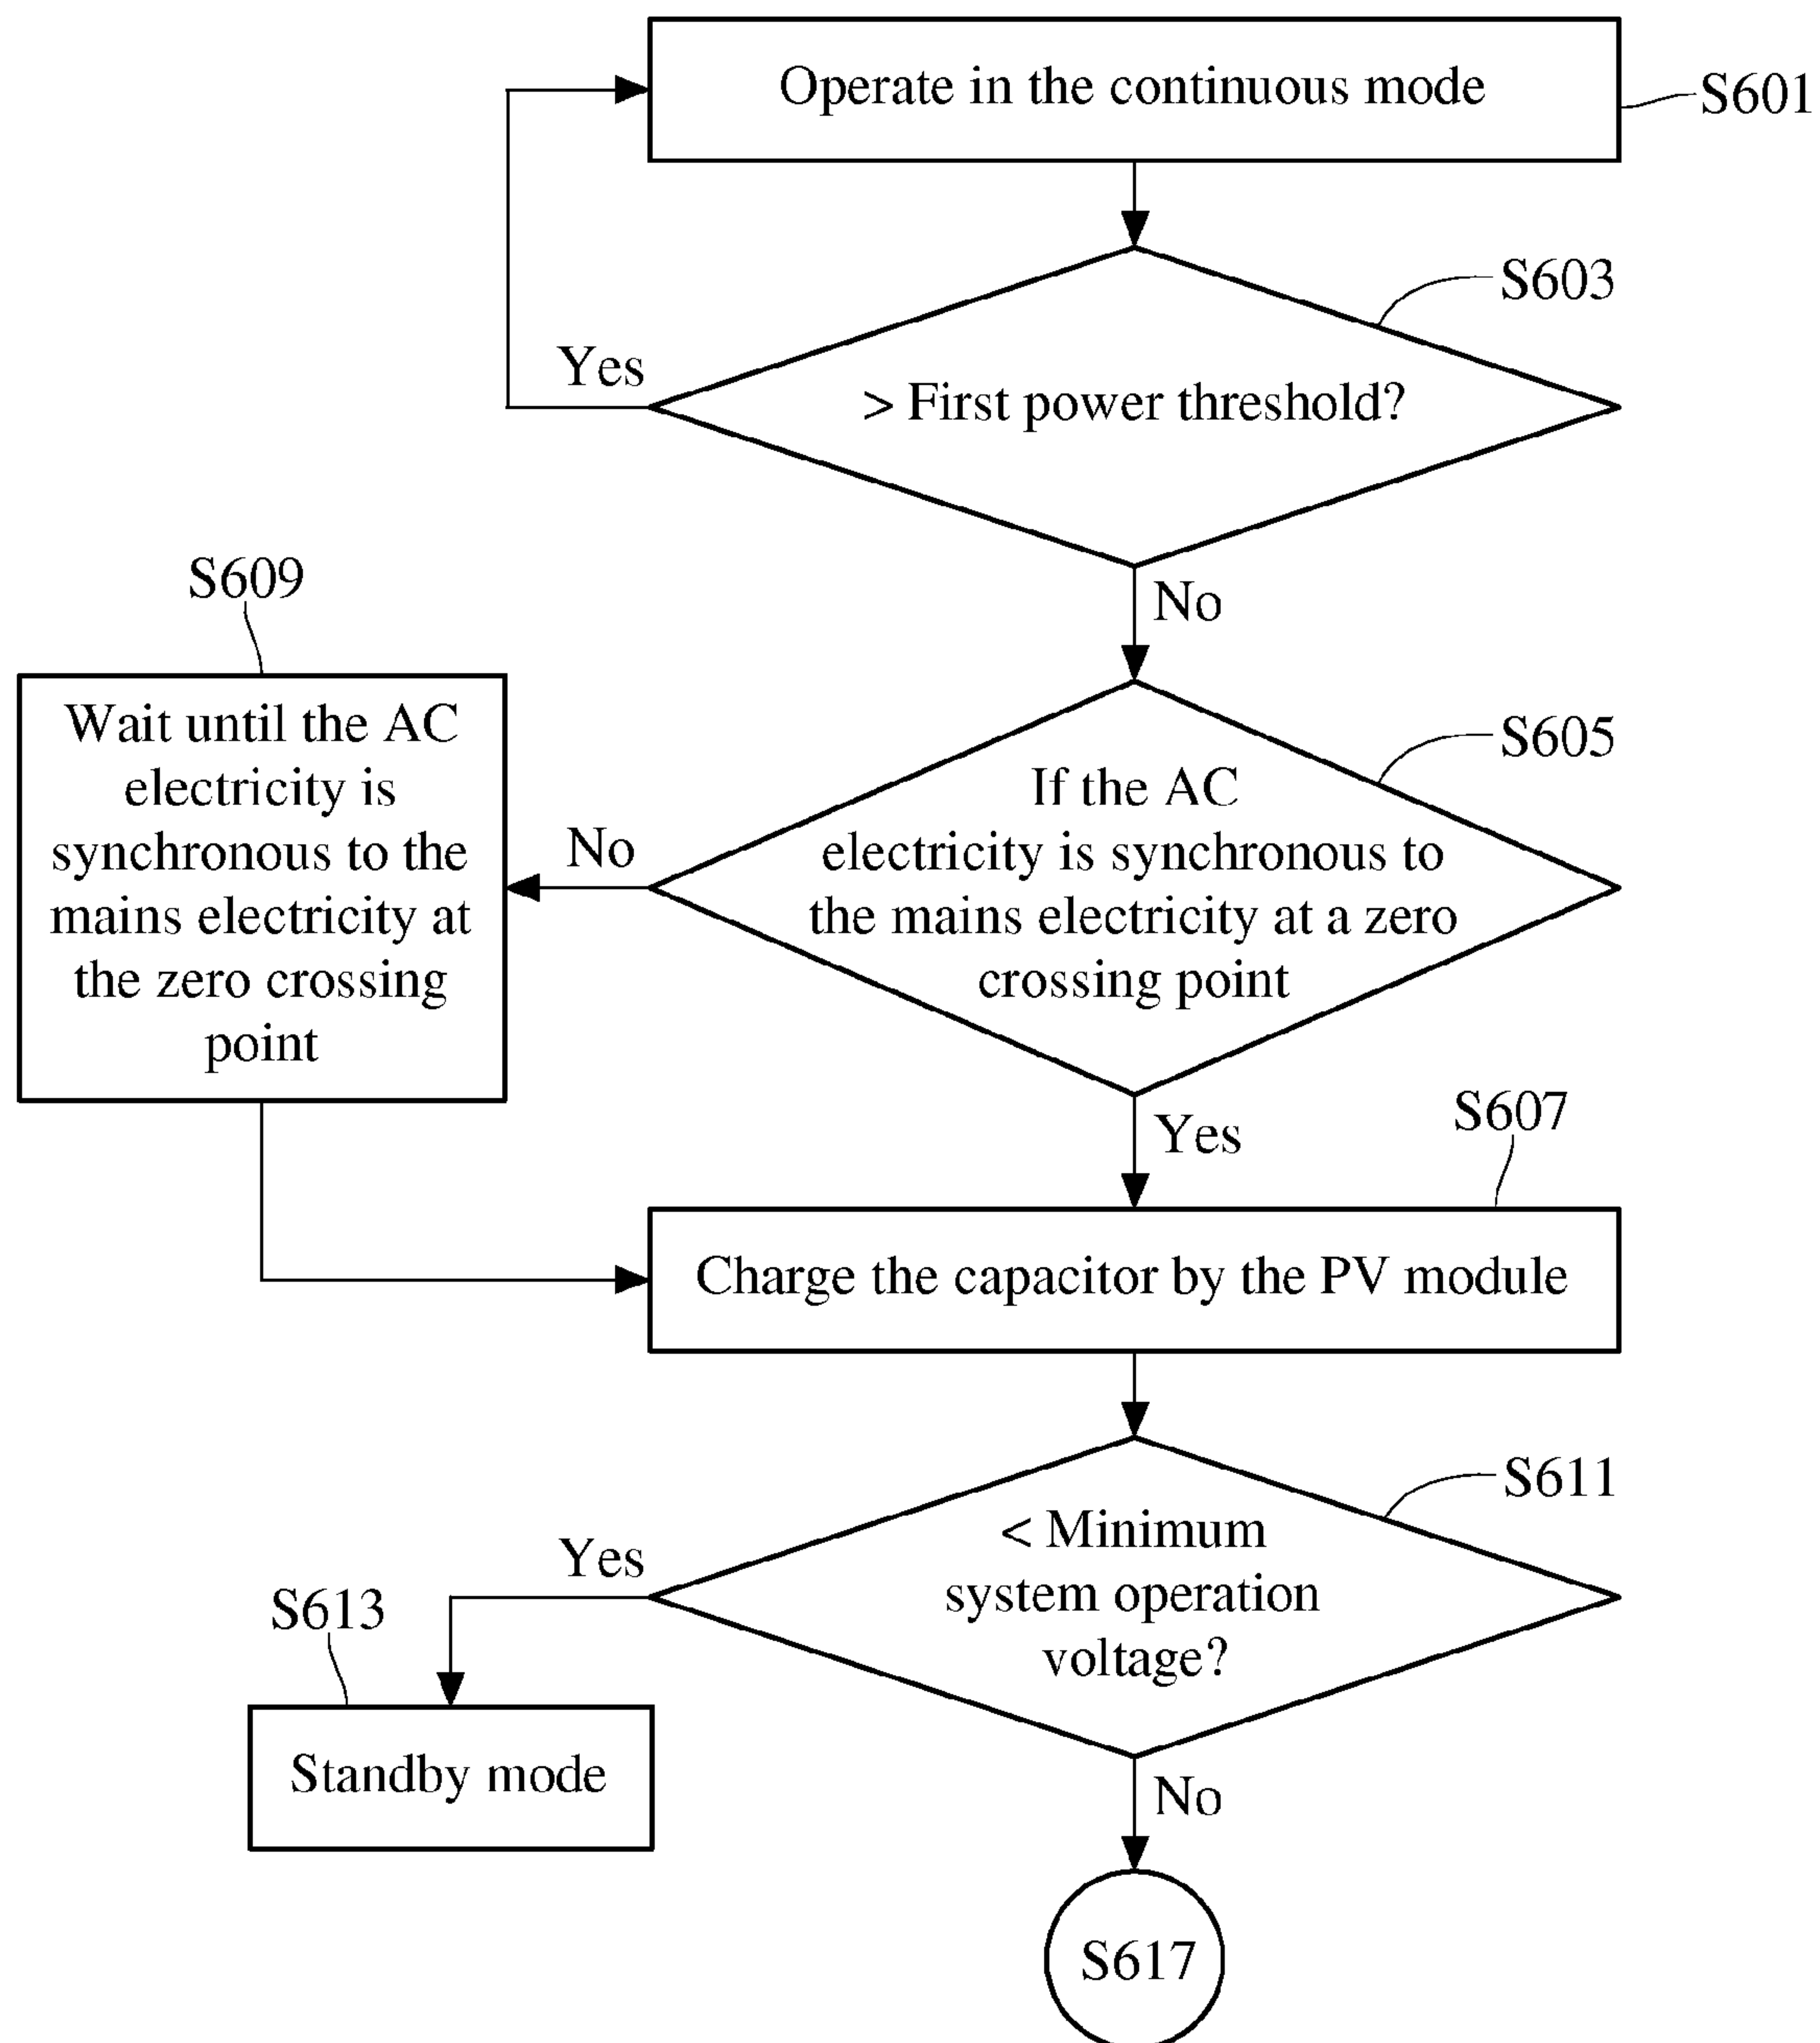 Operate in the continuous mode
S601
S603
Yes
> First power threshold?
No
S609
Wait until the AC
electricity is
synchronous to the
mains electricity at
the zero crossing
point
S605
If the AC
electricity is synchronous to
the mains electricity at a zero
crossing point
No
Yes
S607
Charge the capacitor by the PV module
S611
< Minimum
system operation
voltage?
Yes
S613
Standby mode
No
S617